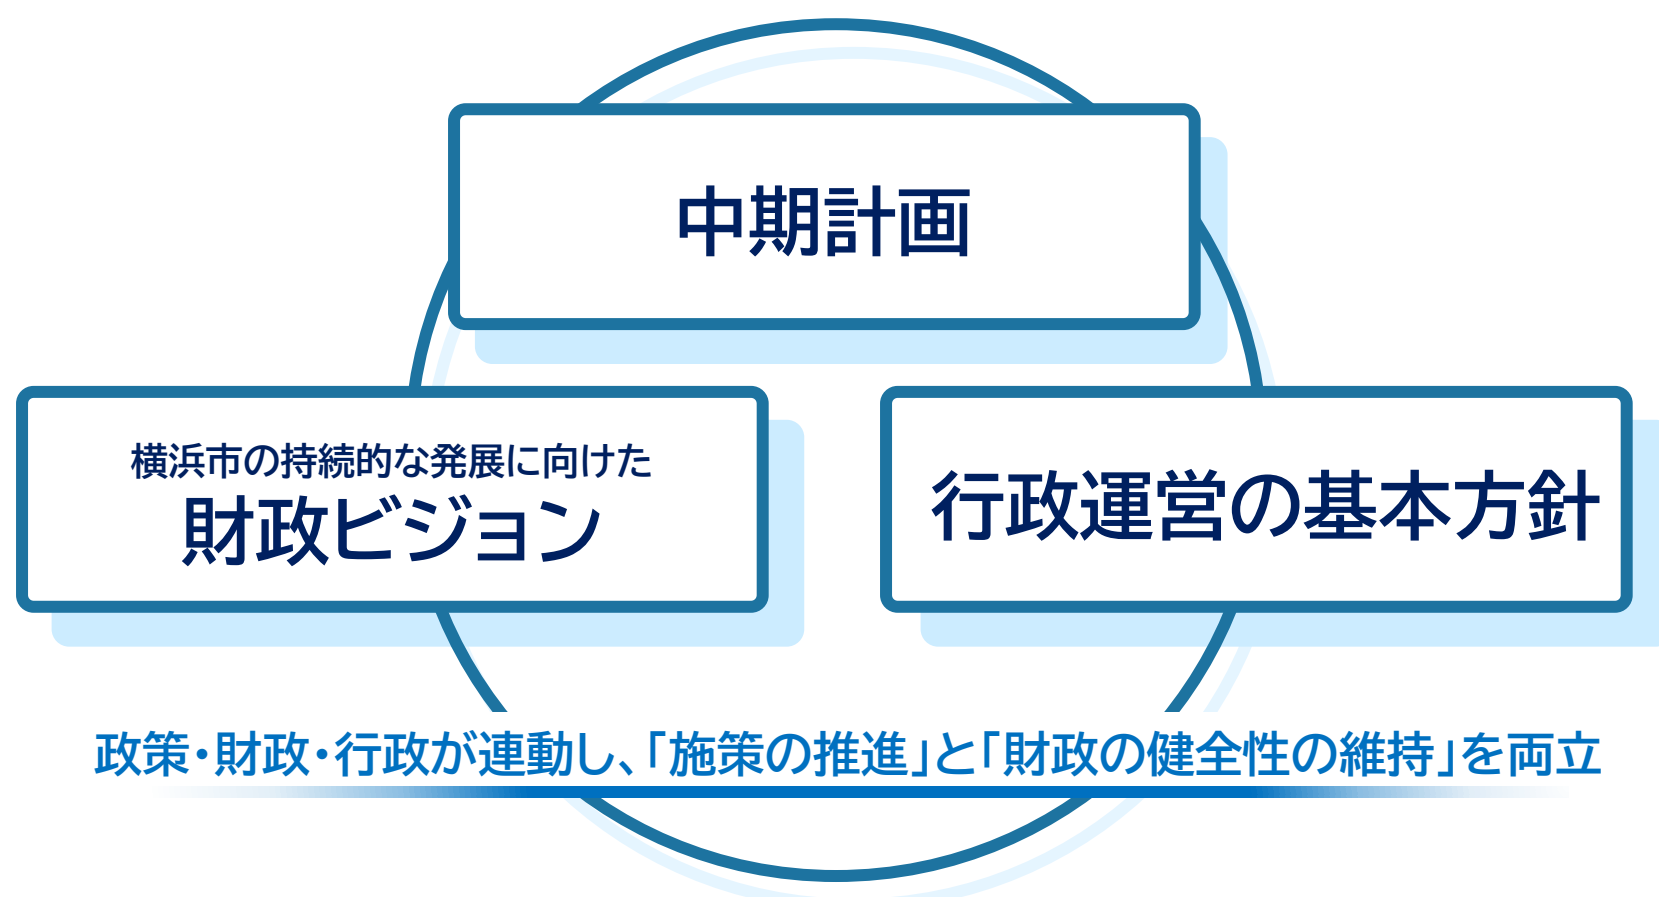 中期計画
横浜市の持続的な発展に向けた
財政ビジョン
行政運営の基本方針
政策・財政・行政が連動し、「施策の推進」と「財政の健全性の維持」を両立